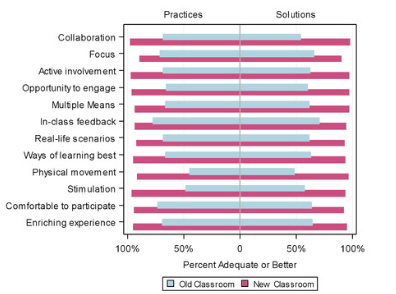 Practices Solutions
Collaboration
Focus
Active involvement
Opportunity to engage
Multiple Means
In-class feedback
Real-life scenarios
Ways of learning best
Physical movement
Stimulation
Comfortable to participate
Enriching experience
100% 50% 0 50% 100%
Percent Adequate or Better
Old Classroom New Classroom